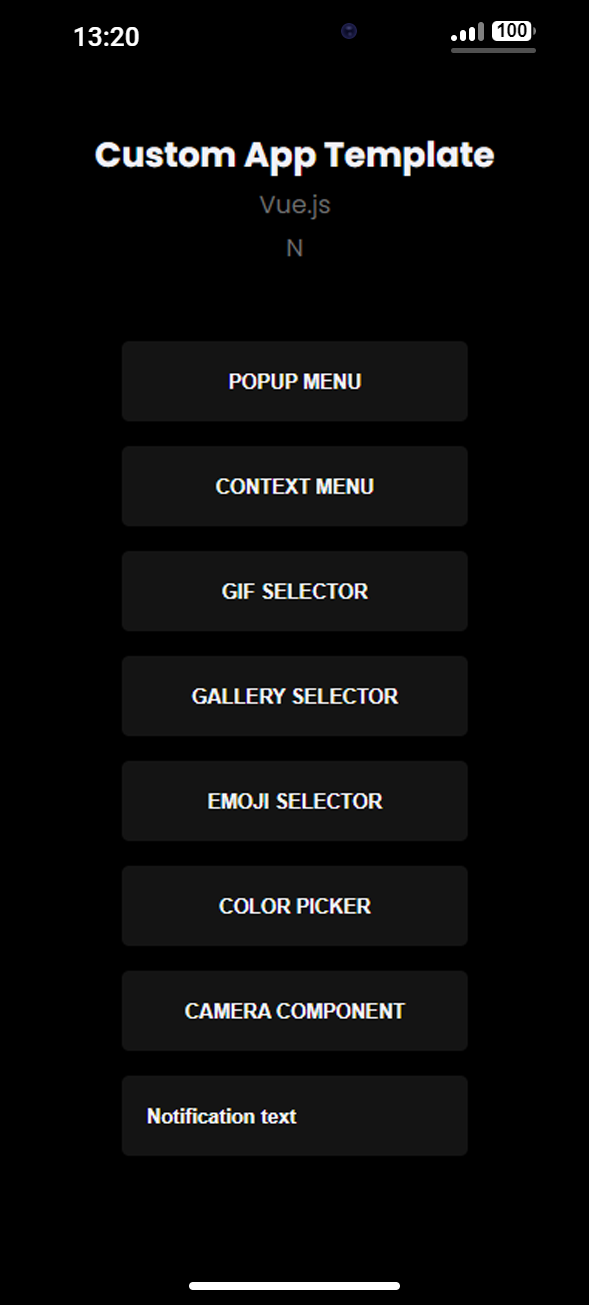 13:20
100
Custom App Template
Vue.js
N
POPUP MENU
CONTEXT MENU
GIF SELECTOR
GALLERY SELECTOR
EMOJI SELECTOR
COLOR PICKER
CAMERA COMPONENT
Notification text